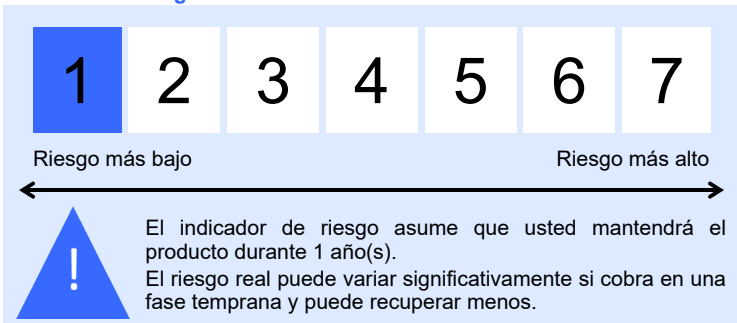 1 2 3 4 5 6 7
Riesgo más bajo Riesgo más alto
! El indicador de riesgo asume que usted mantendrá el
producto durante 1 año(s).
El riesgo real puede variar significativamente si cobra en una
fase temprana y puede recuperar menos.